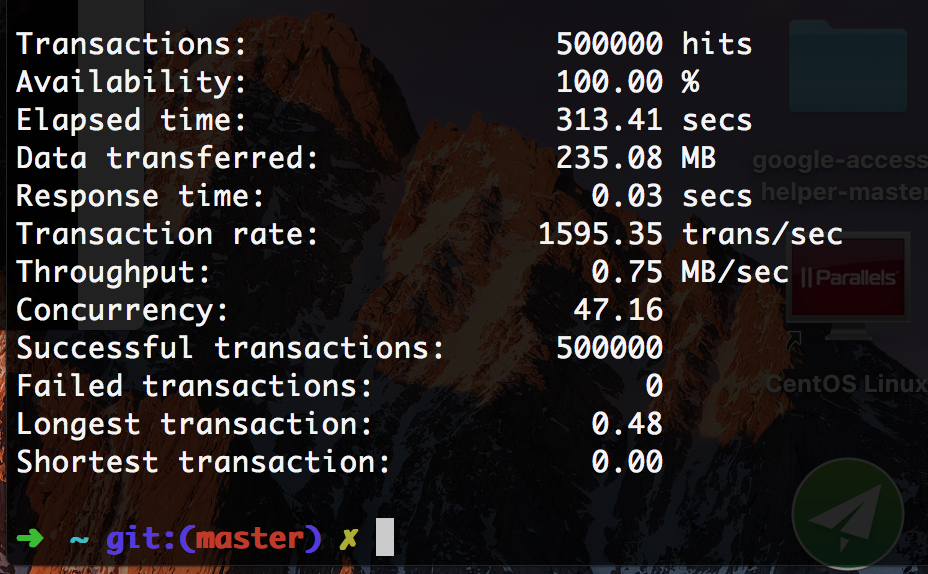 Transactions: 500000 hits
Availability: 100.00 %
Elapsed time: 313.41 secs
Data transferred: 235.08 MB
Response time: 0.03 secs
Transaction rate: 1595.35 trans/sec
Throughput: 0.75 MB/sec
Concurrency: 47.16
Successful transactions: 500000
Failed transactions: 0
Longest transaction: 0.48
Shortest transaction: 0.00
➜ ~ git:(master) ✗
google-access
helper-master
Parallels
CentOS Linux